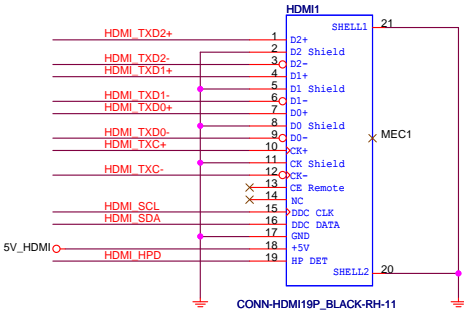 HDMI1
SHELL1 21
HDMI_TXD2+ 1 D2+
2 D2 Shield
HDMI_TXD2- 3 D2-
HDMI_TXD1+ 4 D1+
5 D1 Shield
HDMI_TXD1- 6 D1-
HDMI_TXD0+ 7 D0+
8 D0 Shield
HDMI_TXD0- 9 D0- MEC1
HDMI_TXC+ 10 CK+
11 CK Shield
HDMI_TXC- 12 CK-
13 CE Remote
14 NC
HDMI_SCL 15 DDC CLK
HDMI_SDA 16 DDC DATA
17 GND
5V_HDMI 18 +5V
HDMI_HPD 19 HP DET
SHELL2 20
CONN-HDMI19P_BLACK-RH-11